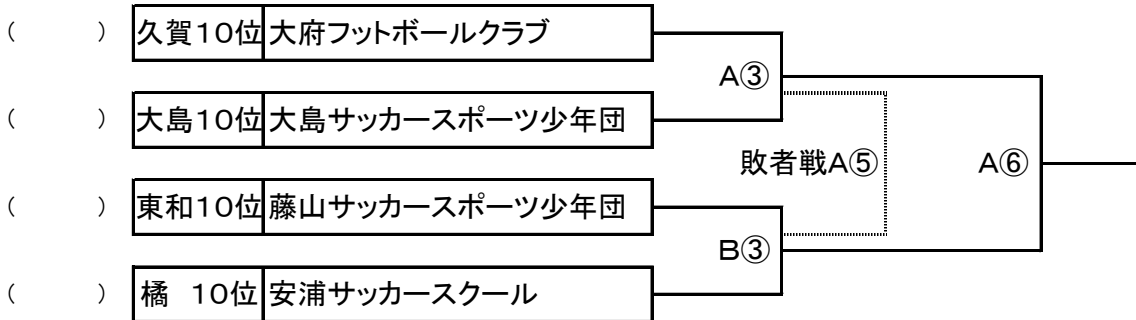 (　　　) 久賀10位 大府フットボールクラブ
A③
(　　　) 大島10位 大島サッカースポーツ少年団
敗者戦A⑤ A⑥
(　　　) 東和10位 藤山サッカースポーツ少年団
B③
(　　　) 橘　10位 安浦サッカースクール